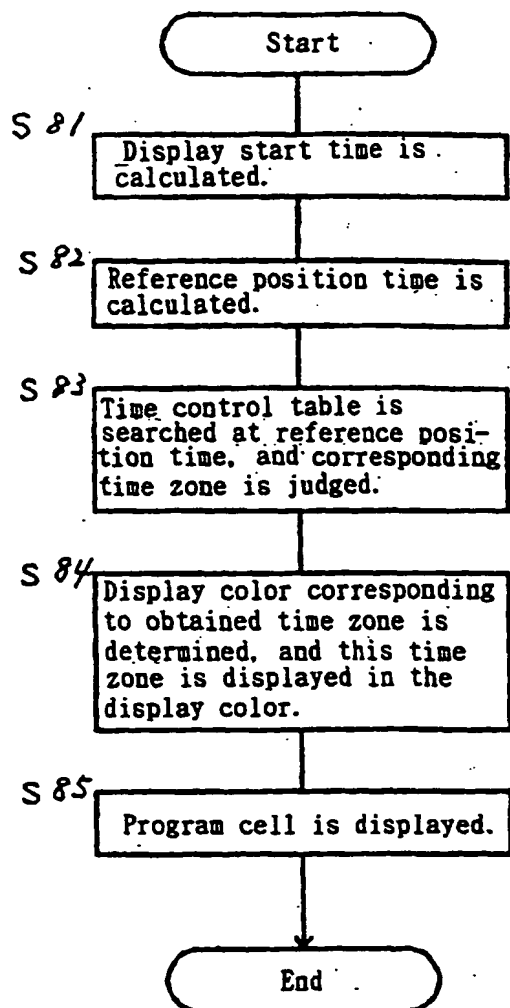 Start
S 81
Display start time is
calculated.
S 82
Reference position time is
calculated.
S 83
Time control table is
searched at reference posi-
tion time, and corresponding
time zone is judged.
S 84
Display color corresponding
to obtained time zone is
determined, and this time
zone is displayed in the
display color.
S 85
Program cell is displayed.
End